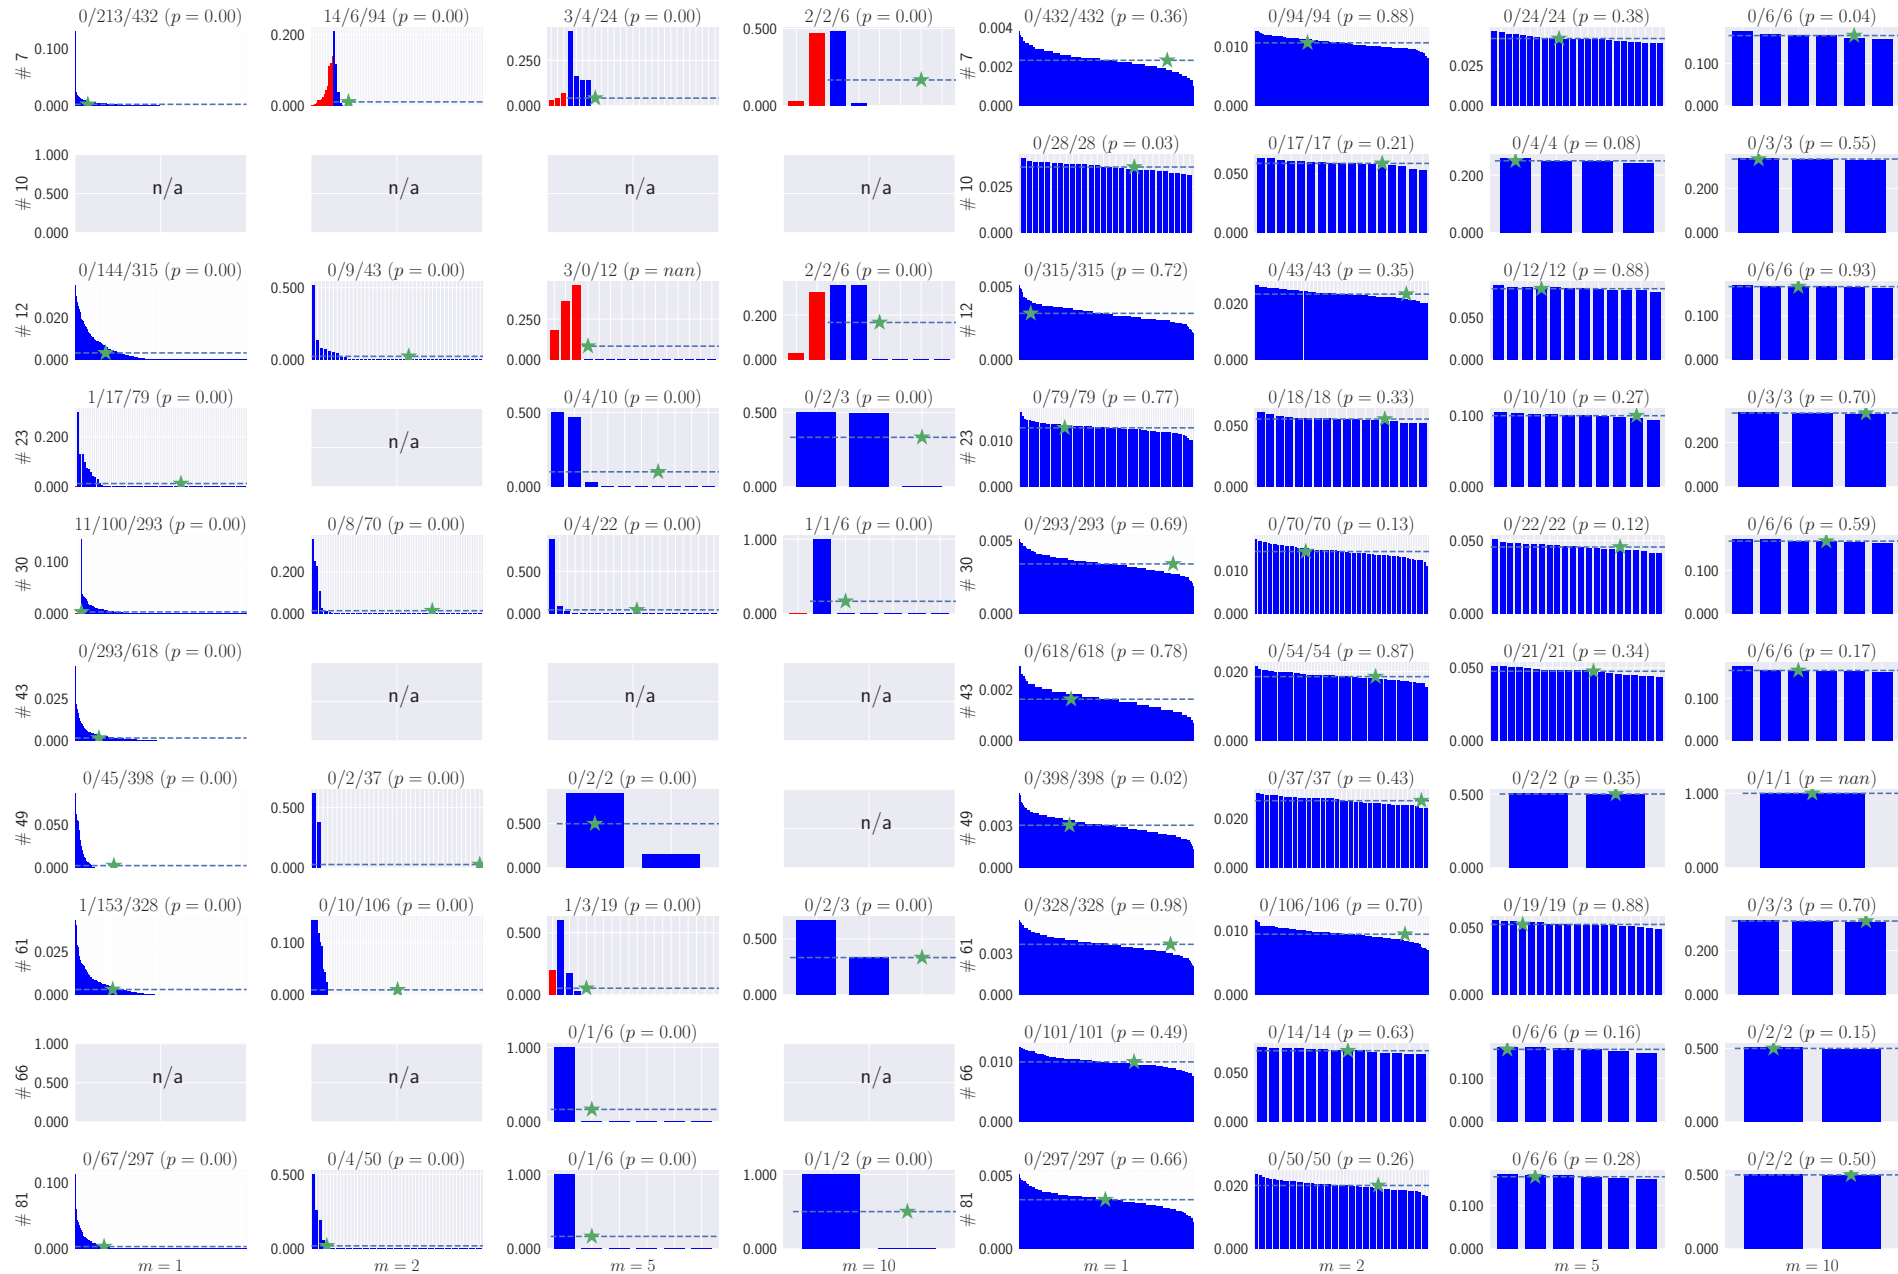 0/213/432 (p = 0.00) 14/6/94 (p = 0.00) 3/4/24 (p = 0.00) 2/2/6 (p = 0.00) 0/432/432 (p = 0.36) 0/94/94 (p = 0.88) 0/24/24 (p = 0.38) 0/6/6 (p = 0.04)
# 7 0.100 0.000 0.200 0.000 0.250 0.000 0.500 0.000 # 7 0.004 0.002 0.000 0.010 0.000 0.025 0.000 0.100 0.000
0/28/28 (p = 0.03) 0/17/17 (p = 0.21) 0/4/4 (p = 0.08) 0/3/3 (p = 0.55)
# 10 1.000 0.500 0.000 n/a n/a n/a n/a # 10 0.025 0.000 0.050 0.000 0.200 0.000 0.200 0.000
0/144/315 (p = 0.00) 0/9/43 (p = 0.00) 3/0/12 (p = nan) 2/2/6 (p = 0.00) 0/315/315 (p = 0.72) 0/43/43 (p = 0.35) 0/12/12 (p = 0.88) 0/6/6 (p = 0.93)
# 12 0.020 0.000 0.500 0.000 0.250 0.000 0.200 0.000 # 12 0.005 0.000 0.020 0.000 0.050 0.000 0.100 0.000
1/17/79 (p = 0.00) 0/4/10 (p = 0.00) 0/2/3 (p = 0.00) 0/79/79 (p = 0.77) 0/18/18 (p = 0.33) 0/10/10 (p = 0.27) 0/3/3 (p = 0.70)
# 23 0.200 0.000 n/a 0.500 0.000 0.500 0.000 # 23 0.010 0.000 0.050 0.000 0.100 0.000 0.200 0.000
11/100/293 (p = 0.00) 0/8/70 (p = 0.00) 0/4/22 (p = 0.00) 1/1/6 (p = 0.00) 0/293/293 (p = 0.69) 0/70/70 (p = 0.13) 0/22/22 (p = 0.12) 0/6/6 (p = 0.59)
# 30 0.100 0.000 0.200 0.000 0.500 0.000 1.000 0.500 0.000 # 30 0.005 0.000 0.010 0.000 0.050 0.000 0.100 0.000
0/293/618 (p = 0.00) 0/618/618 (p = 0.78) 0/54/54 (p = 0.87) 0/21/21 (p = 0.34) 0/6/6 (p = 0.17)
# 43 0.025 0.000 n/a n/a n/a # 43 0.002 0.000 0.020 0.000 0.050 0.000 0.100 0.000
0/45/398 (p = 0.00) 0/2/37 (p = 0.00) 0/2/2 (p = 0.00) 0/398/398 (p = 0.02) 0/37/37 (p = 0.43) 0/2/2 (p = 0.35) 0/1/1 (p = nan)
# 49 0.050 0.000 0.500 0.000 0.500 0.000 n/a # 49 0.003 0.000 0.020 0.000 0.500 0.000 1.000 0.000
1/153/328 (p = 0.00) 0/10/106 (p = 0.00) 1/3/19 (p = 0.00) 0/2/3 (p = 0.00) 0/328/328 (p = 0.98) 0/106/106 (p = 0.70) 0/19/19 (p = 0.88) 0/3/3 (p = 0.70)
# 61 0.025 0.000 0.100 0.000 0.500 0.000 0.500 0.000 # 61 0.003 0.000 0.010 0.000 0.050 0.000 0.200 0.000
0/1/6 (p = 0.00) 0/101/101 (p = 0.49) 0/14/14 (p = 0.63) 0/6/6 (p = 0.16) 0/2/2 (p = 0.15)
# 66 1.000 0.500 0.000 n/a n/a 1.000 0.500 0.000 n/a # 66 0.010 0.000 0.050 0.000 0.100 0.000 0.500 0.000
0/67/297 (p = 0.00) 0/4/50 (p = 0.00) 0/1/6 (p = 0.00) 0/1/2 (p = 0.00) 0/297/297 (p = 0.66) 0/50/50 (p = 0.26) 0/6/6 (p = 0.28) 0/2/2 (p = 0.50)
# 81 0.100 0.000 0.500 0.000 1.000 0.500 0.000 1.000 0.500 0.000 # 81 0.005 0.000 0.020 0.000 0.100 0.000 0.500 0.000
m = 1 m = 2 m = 5 m = 10 m = 1 m = 2 m = 5 m = 10